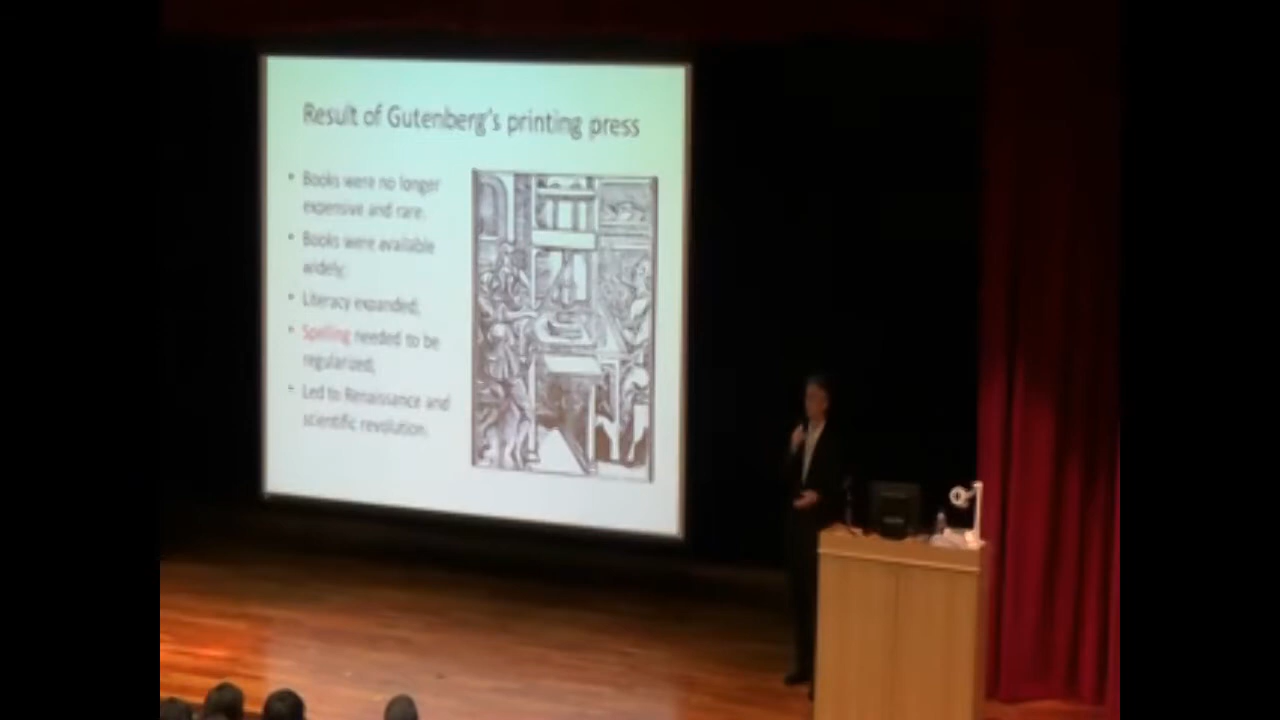 Result of Gutenberg's printing press
• Books were no longer
expensive and rare.
• Books were available
widely;
• Literacy expanded;
• Spelling needed to be
regularized;
• Led to Renaissance and
scientific revolution.